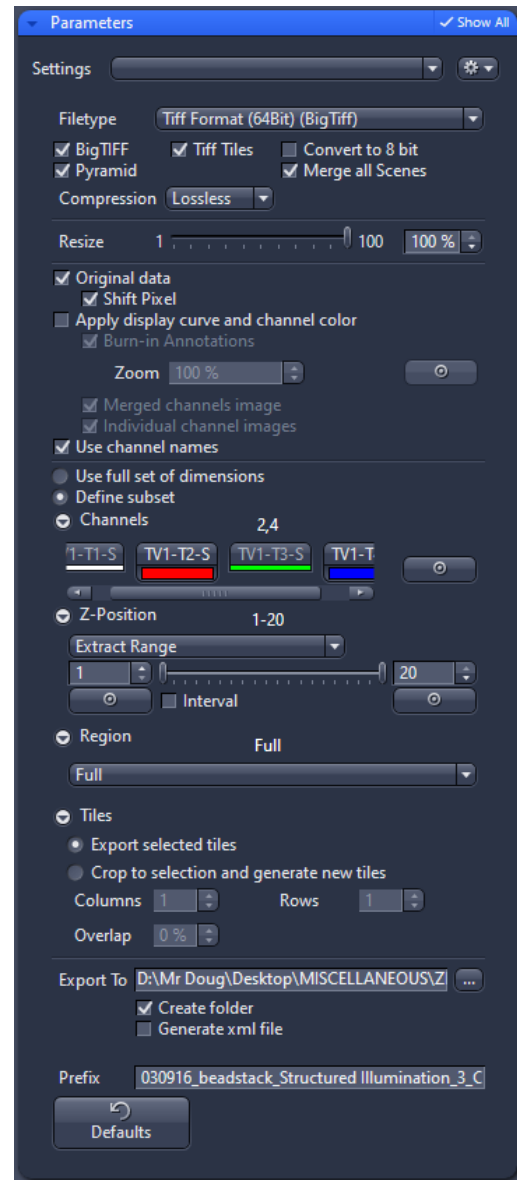 Parameters ✓ Show All
Settings
Filetype Tiff Format (64Bit) (BigTiff)
BigTIFF Tiff Tiles Convert to 8 bit
Pyramid Merge all Scenes
Compression Lossless
Resize 1 100 100 %
Original data
Shift Pixel
Apply display curve and channel color
Burn-in Annotations
Zoom 100 %
Merged channels image
Individual channel images
Use channel names
Use full set of dimensions
Define subset
Channels 2,4
1-T1-S TV1-T2-S TV1-T3-S TV1-T
Z-Position 1-20
Extract Range
1 20
Interval
Region Full
Full
Tiles
Export selected tiles
Crop to selection and generate new tiles
Columns 1 Rows 1
Overlap 0 %
Export To D:\Mr Doug\Desktop\MISCELLANEOUS\Z ...
Create folder
Generate xml file
Prefix 030916_beadstack_Structured Illumination_3_C
Defaults